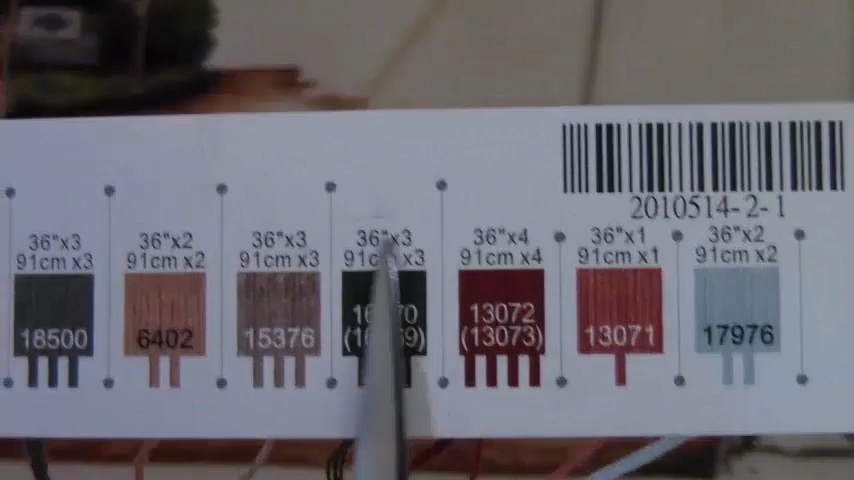 2010514-2-1
36"x3 36"x2 36"x3 36"x3 36"x4 36"x1 36"x2
91cm x3 91cm x2 91cm x3 x3 91cm x4 91cm x1 91cm x2
18500 6402 15376 13072 13071 17976
(13073)